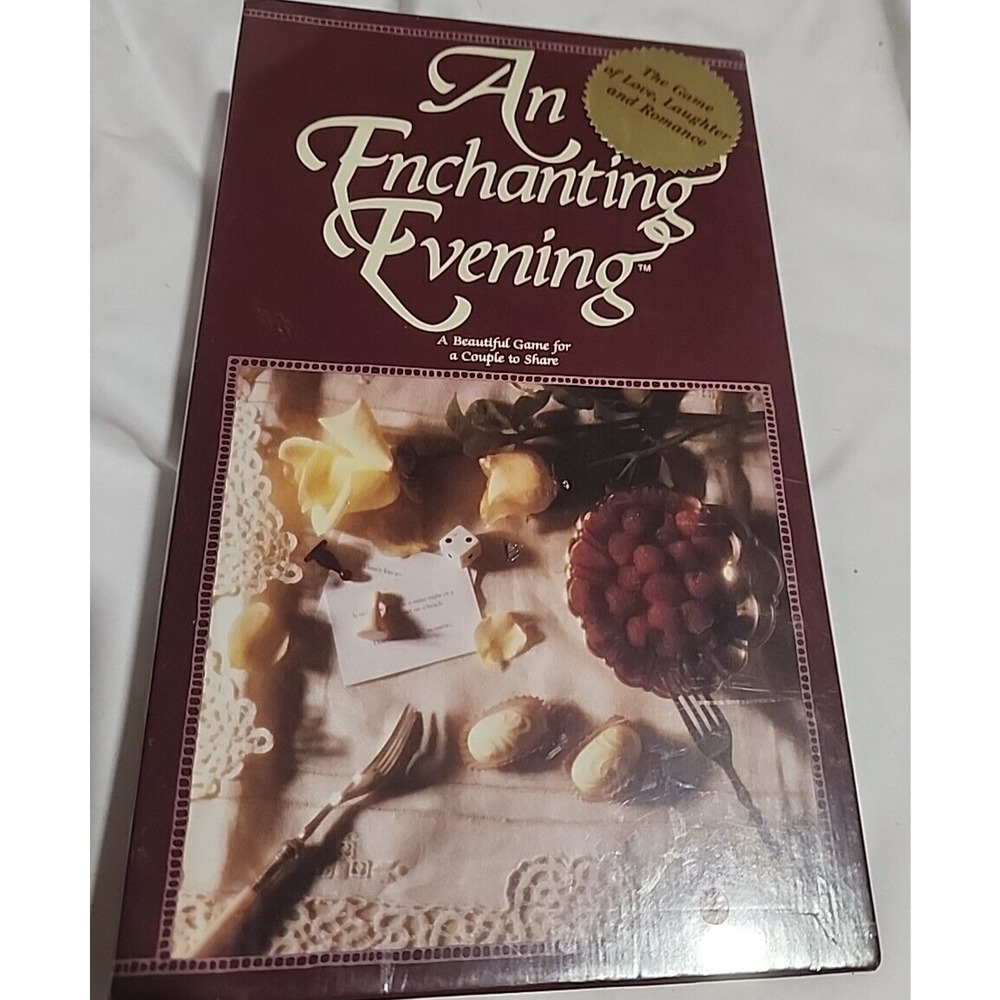 An
Enchanting
Evening™
The Game
of Love, Laughter
and Romance
A Beautiful Game for
a Couple to Share